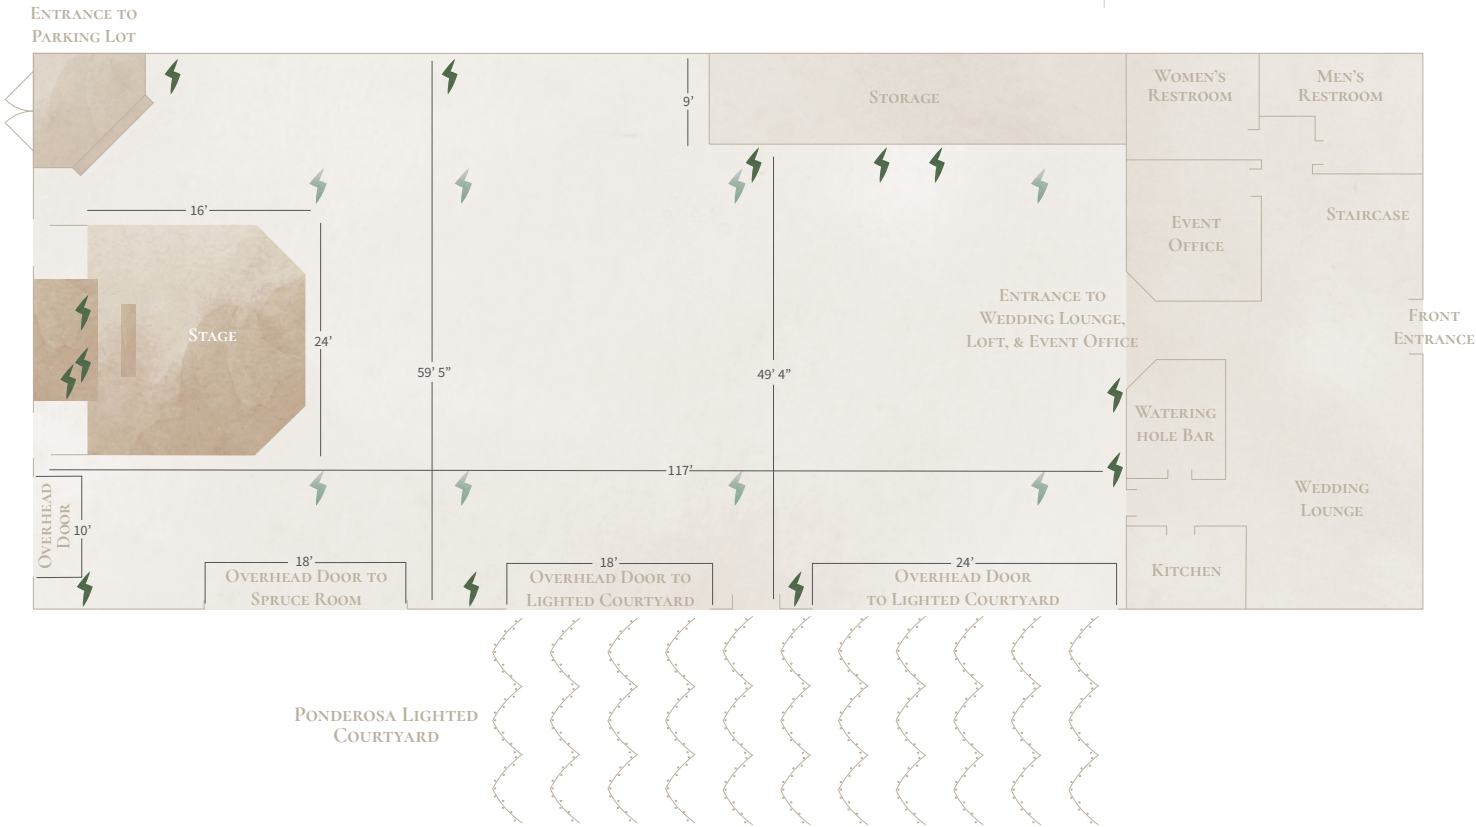 Entrance to
Parking Lot
Women's
Restroom
Men's
Restroom
Storage
9’
16’
Staircase
Event
Office
Entrance to
Wedding Lounge,
Loft, & Event Office
Front
Entrance
Stage
24’
59’ 5”
49’ 4”
Watering
hole Bar
117’
Wedding
Lounge
Overhead
Door
10’
18’
Overhead Door to
Spruce Room
18’
Overhead Door to
Lighted Courtyard
24’
Overhead Door
to Lighted Courtyard
Kitchen
Ponderosa Lighted
Courtyard